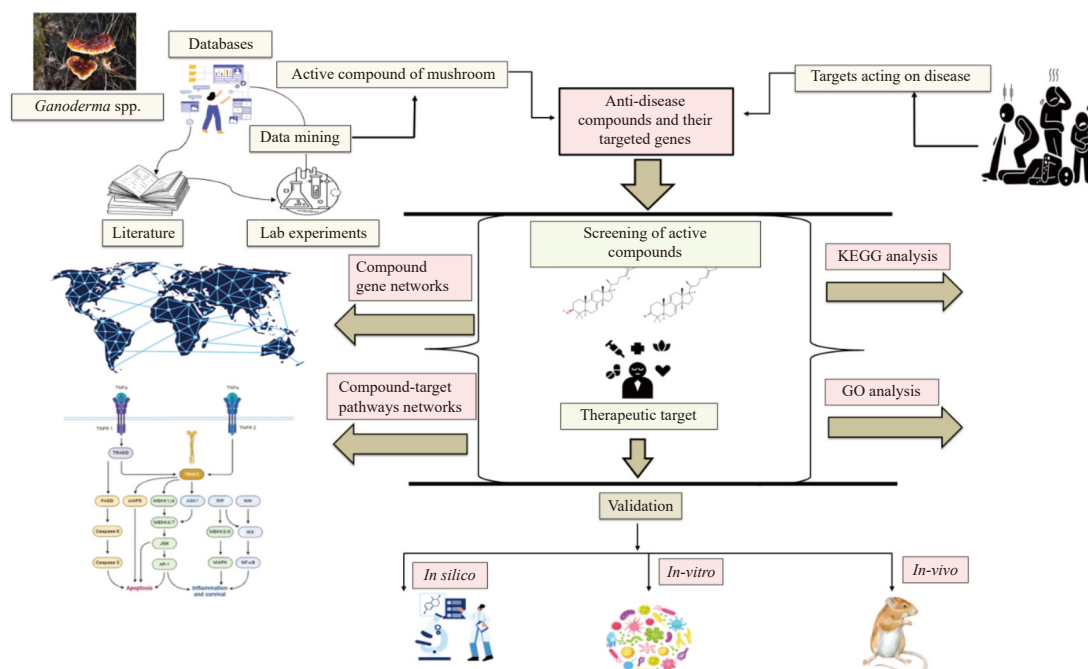 Databases
Ganoderma spp.
Active compound of mushroom
Data mining
Literature
Lab experiments
Anti-disease
compounds and their
targeted genes
Targets acting on disease
Screening of active
compounds
Compound
gene networks
KEGG analysis
Compound-target
pathways networks
GO analysis
Therapeutic target
TNFα
TNFα
TNFR 1
TNFR 2
TRADD
TRAF2
FADD
cIAPS
MEKK1/4
ASK1
RIP
NIK
MEKK4/7
MEKK3/6
IKK
JNK
MAPK
NF-κB
AP-1
Apoptosis
Inflammation
and survival
Validation
In silico
In-vitro
In-vivo